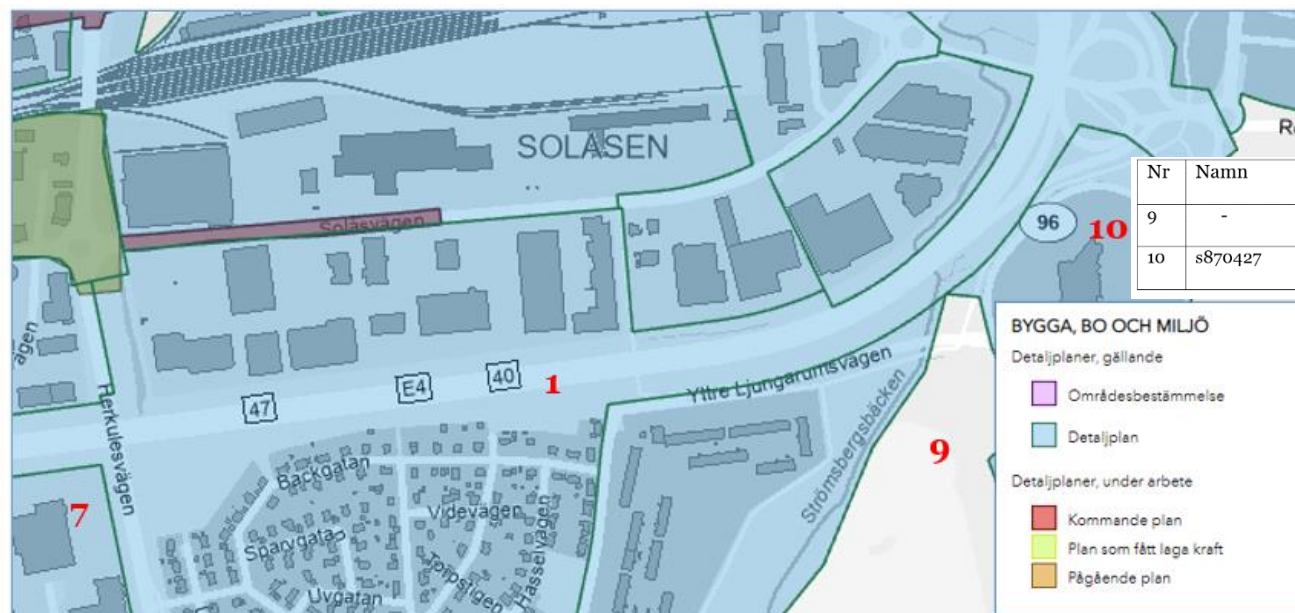 SOLÅSEN
Solåsvägen
Nr Namn
9 -
10 s870427
96
10
47
E4
40
1
Yttre Ljungarumsvägen
Herkulesvägen
Strömsbergsbäcken
9
7
Bäckgatan
Videvägen
Hasselvägen
Sparvgatan
Uvgatan
BYGGA, BO OCH MILJÖ
Detaljplaner, gällande
Områdesbestämmelse
Detaljplan
Detaljplaner, under arbete
Kommande plan
Plan som fått laga kraft
Pågående plan